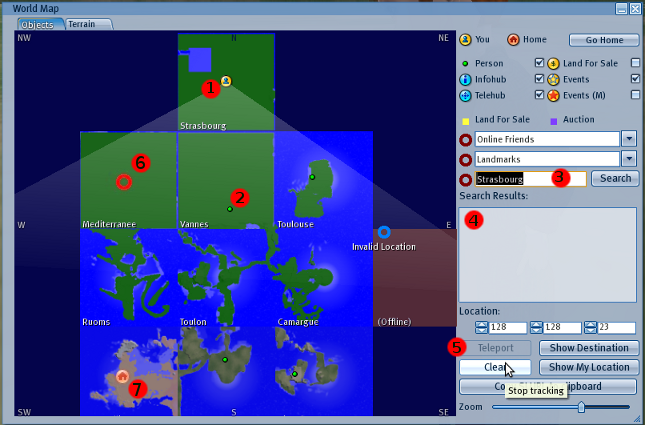 World Map
Objects
Terrain
NW
N
NE
1
Strasbourg
6
Mediterranee
2
Vannes
Toulouse
W
E
Invalid Location
Ruoms
Toulon
Camargue
(Offline)
7
SW
S
SE
You
Home
Go Home
Person
Land For Sale
Infohub
Events
Telehub
Events (M)
Land For Sale
Auction
Online Friends
Landmarks
Strasbourg
3
Search
Search Results:
4
Location:
128
128
23
5
Teleport
Show Destination
Clear
Show My Location
Stop tracking
Zoom